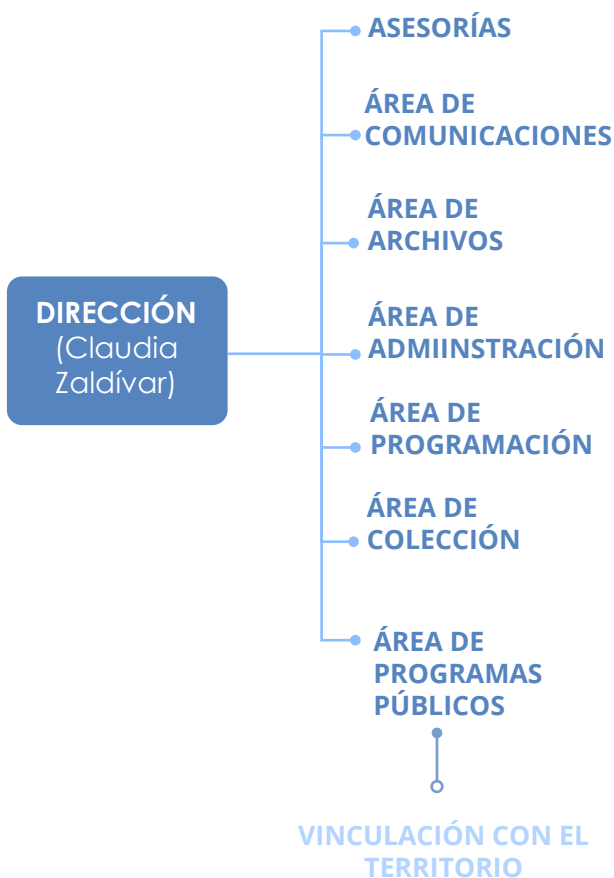 ASESORÍAS
ÁREA DE
COMUNICACIONES
ÁREA DE
ARCHIVOS
DIRECCIÓN
(Claudia
Zaldívar)
ÁREA DE
ADMIINSTRACIÓN
ÁREA DE
PROGRAMACIÓN
ÁREA DE
COLECCIÓN
ÁREA DE
PROGRAMAS
PÚBLICOS
VINCULACIÓN CON EL
TERRITORIO